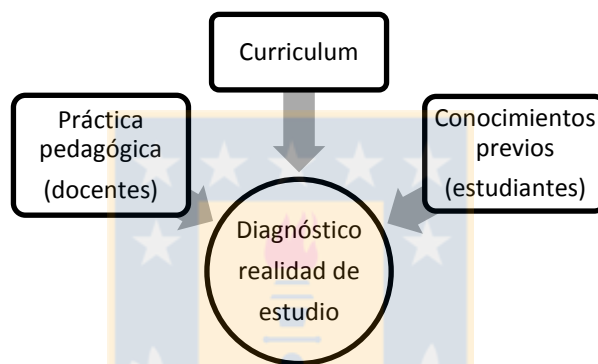 Curriculum
Práctica
pedagógica
(docentes)
Conocimientos
previos
(estudiantes)
Diagnóstico
realidad de
estudio